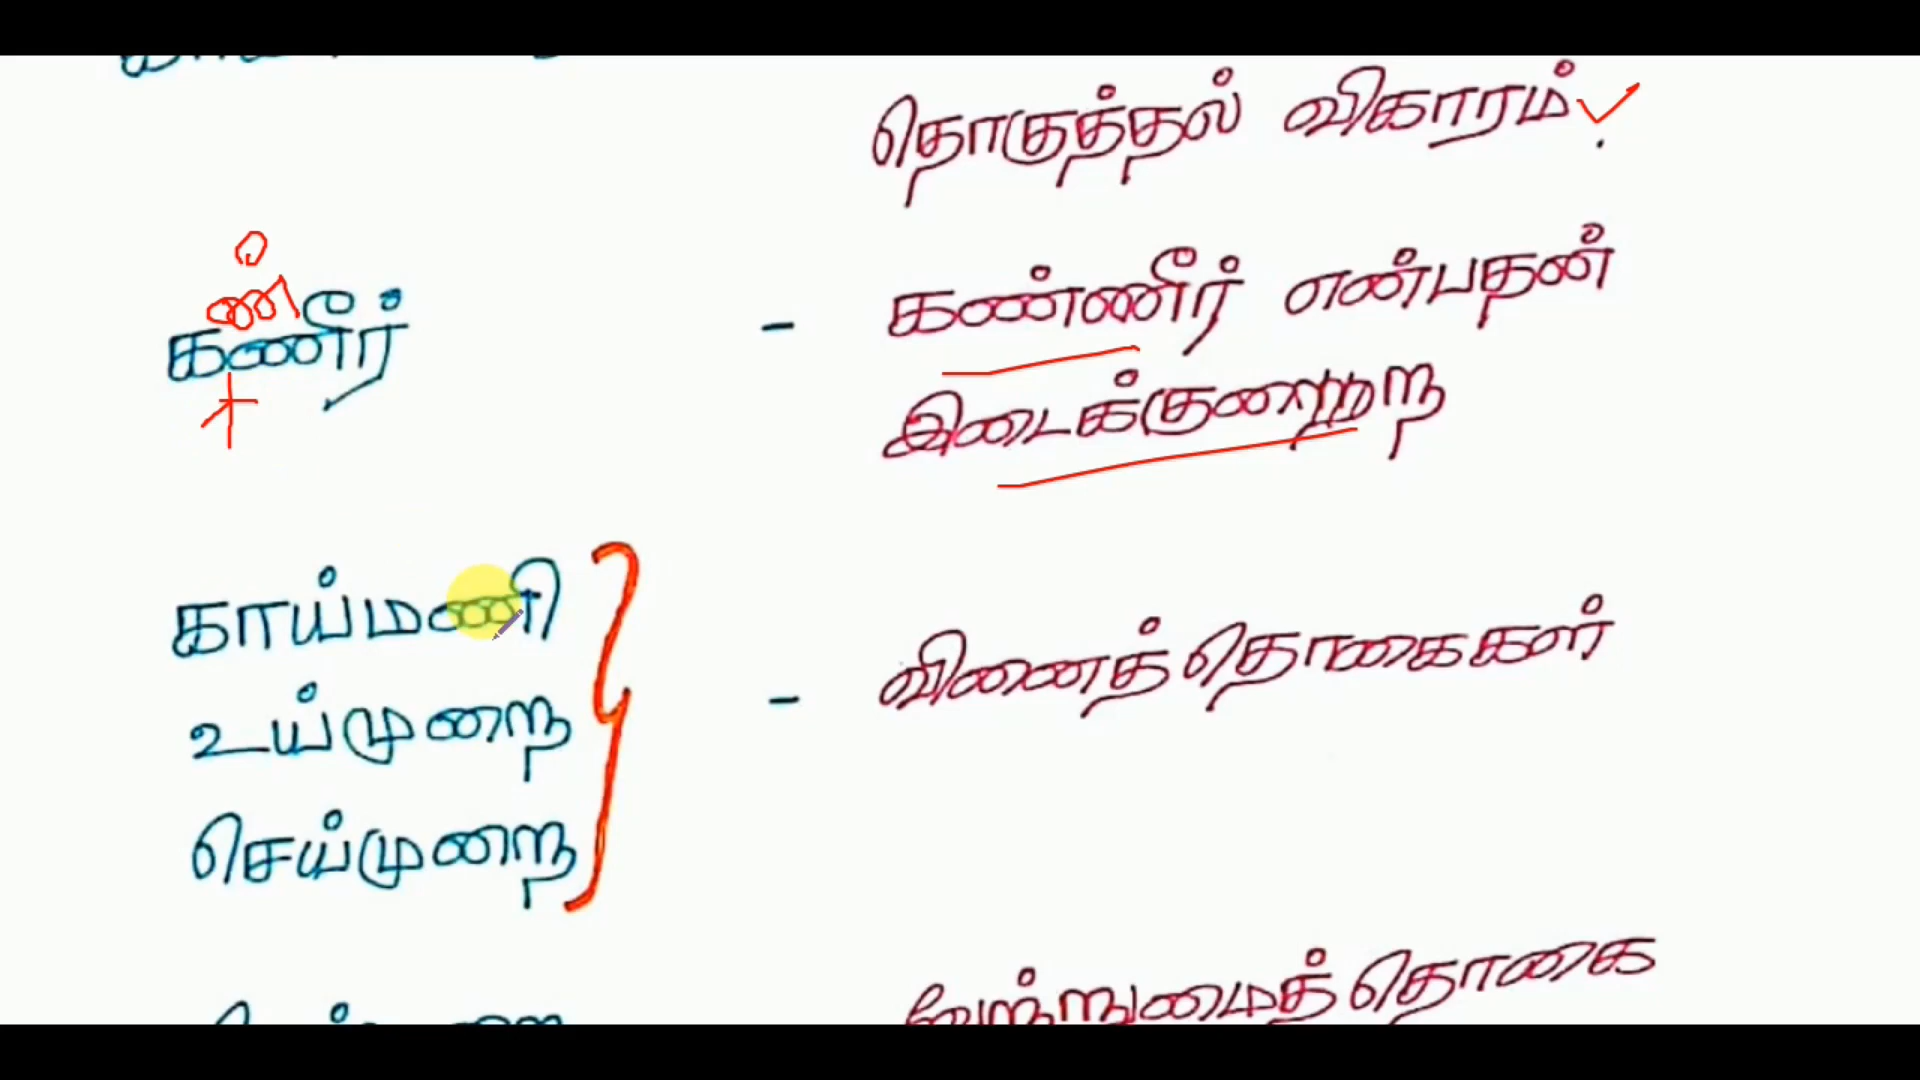 தொகுத்தல் விகாரம்.
ண்
கணீர் - கண்ணீர் என்பதன்
இடைக்குறை
காய்மணி
உய்முறை - வினைத் தொகைகள்
செய்முறை
வேற்றுமைத் தொகை